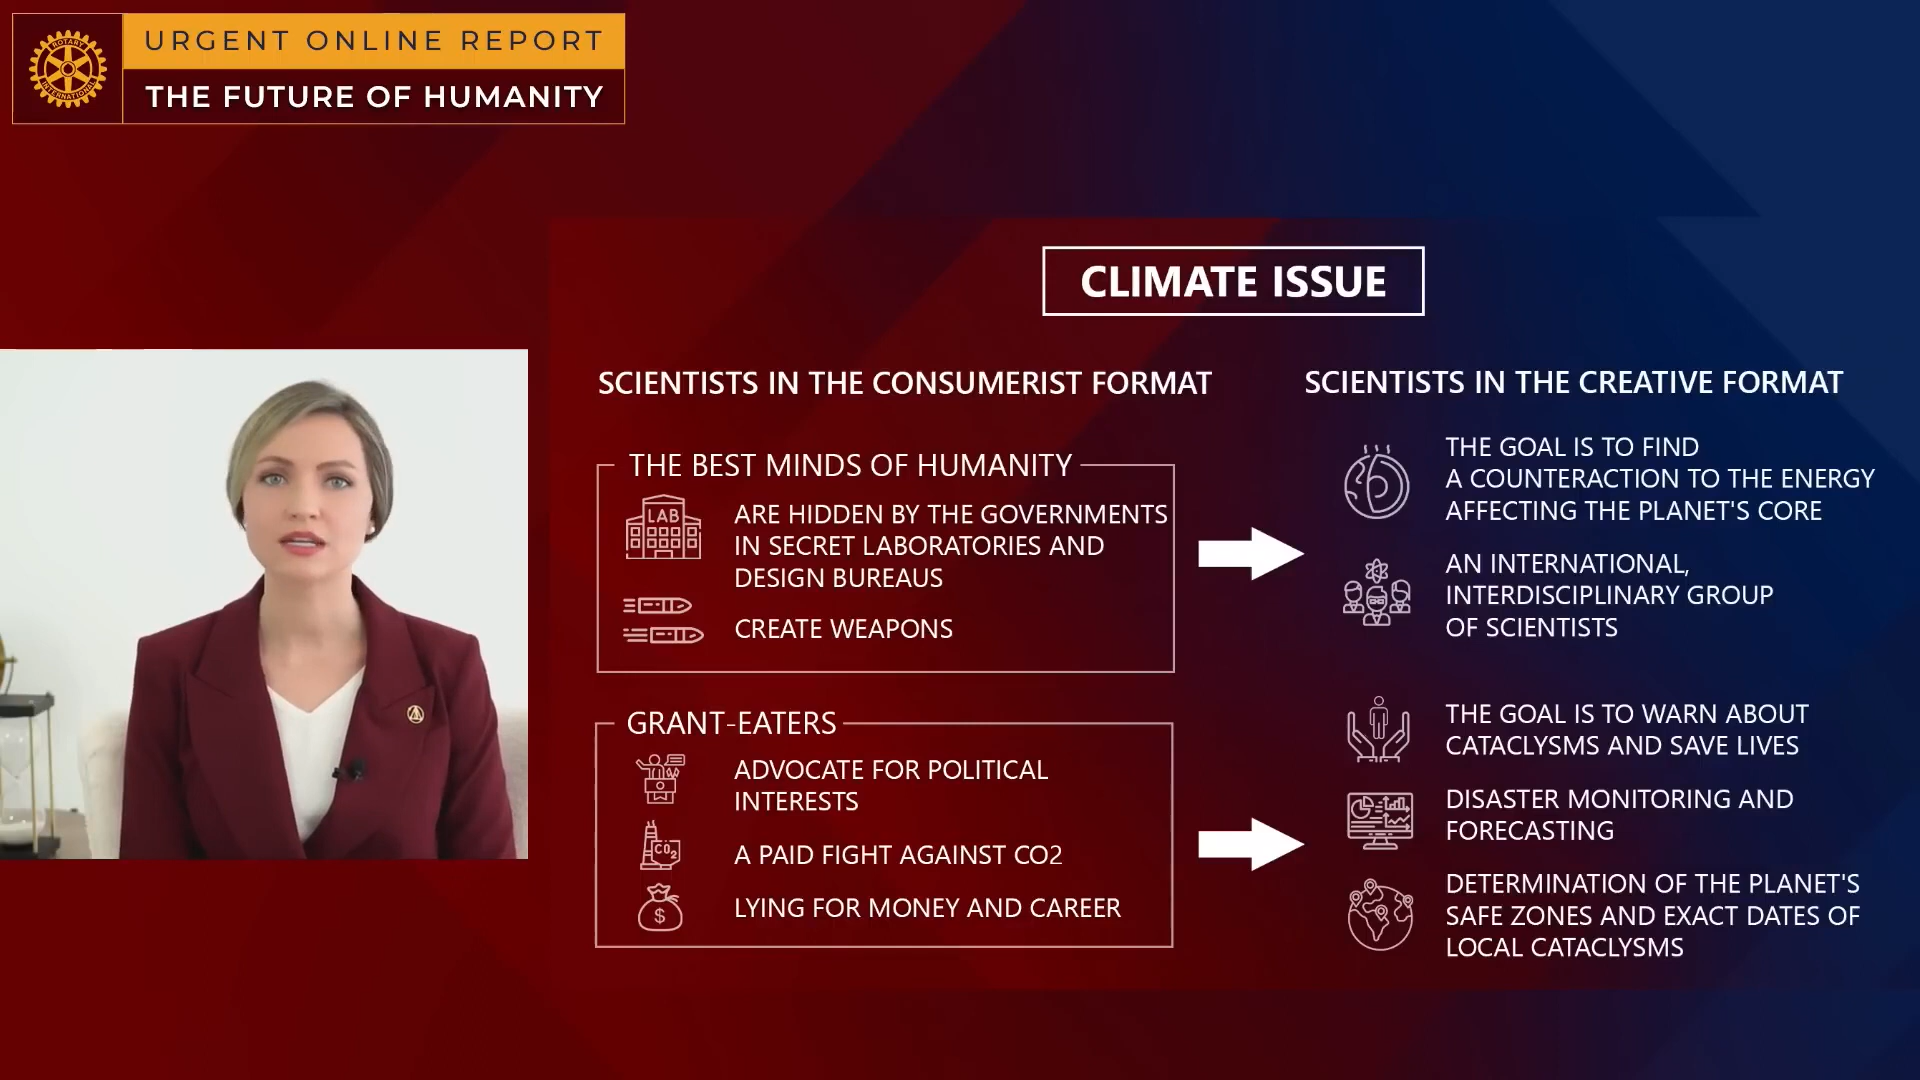 ROTARY
INTERNATIONAL
URGENT ONLINE REPORT
THE FUTURE OF HUMANITY
CLIMATE ISSUE
SCIENTISTS IN THE CONSUMERIST FORMAT
THE BEST MINDS OF HUMANITY
LAB
ARE HIDDEN BY THE GOVERNMENTS
IN SECRET LABORATORIES AND
DESIGN BUREAUS
CREATE WEAPONS
GRANT-EATERS
ADVOCATE FOR POLITICAL
INTERESTS
CO2
A PAID FIGHT AGAINST CO2
$
LYING FOR MONEY AND CAREER
SCIENTISTS IN THE CREATIVE FORMAT
THE GOAL IS TO FIND
A COUNTERACTION TO THE ENERGY
AFFECTING THE PLANET'S CORE
AN INTERNATIONAL,
INTERDISCIPLINARY GROUP
OF SCIENTISTS
THE GOAL IS TO WARN ABOUT
CATACLYSMS AND SAVE LIVES
DISASTER MONITORING AND
FORECASTING
DETERMINATION OF THE PLANET'S
SAFE ZONES AND EXACT DATES OF
LOCAL CATACLYSMS